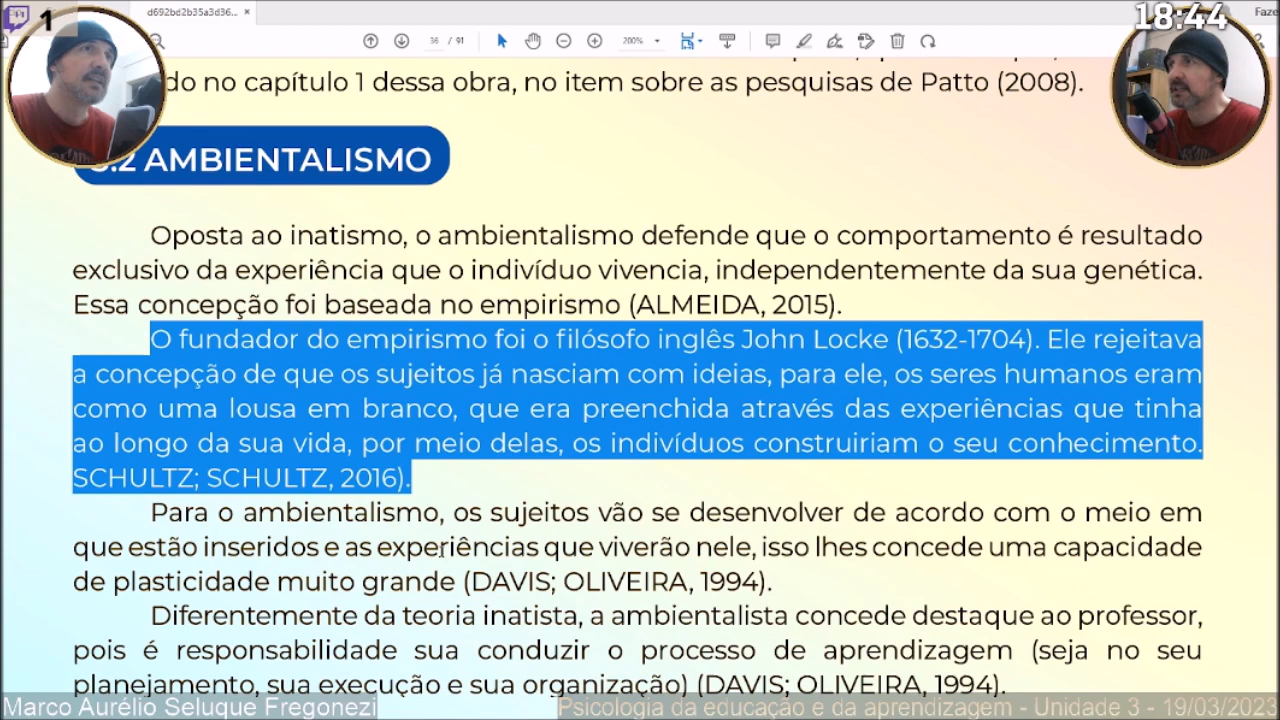 1
d692bd2b35a3d36...
×
18:44
Faze
36 / 91
200%
do no capítulo 1 dessa obra, no item sobre as pesquisas de Patto (2008).
.2 AMBIENTALISMO
Oposta ao inatismo, o ambientalismo defende que o comportamento é resultado
exclusivo da experiência que o indivíduo vivencia, independentemente da sua genética.
Essa concepção foi baseada no empirismo (ALMEIDA, 2015).
O fundador do empirismo foi o filósofo inglês John Locke (1632-1704). Ele rejeitava
a concepção de que os sujeitos já nasciam com ideias, para ele, os seres humanos eram
como uma lousa em branco, que era preenchida através das experiências que tinha
ao longo da sua vida, por meio delas, os indivíduos construiriam o seu conhecimento.
SCHULTZ; SCHULTZ, 2016).
Para o ambientalismo, os sujeitos vão se desenvolver de acordo com o meio em
que estão inseridos e as experiências que viverão nele, isso lhes concede uma capacidade
de plasticidade muito grande (DAVIS; OLIVEIRA, 1994).
Diferentemente da teoria inatista, a ambientalista concede destaque ao professor,
pois é responsabilidade sua conduzir o processo de aprendizagem (seja no seu
planejamento, sua execução e sua organização) (DAVIS; OLIVEIRA, 1994).
Marco Aurélio Seluque Fregonezi
Psicologia da educação e da aprendizagem - Unidade 3 - 19/03/2023